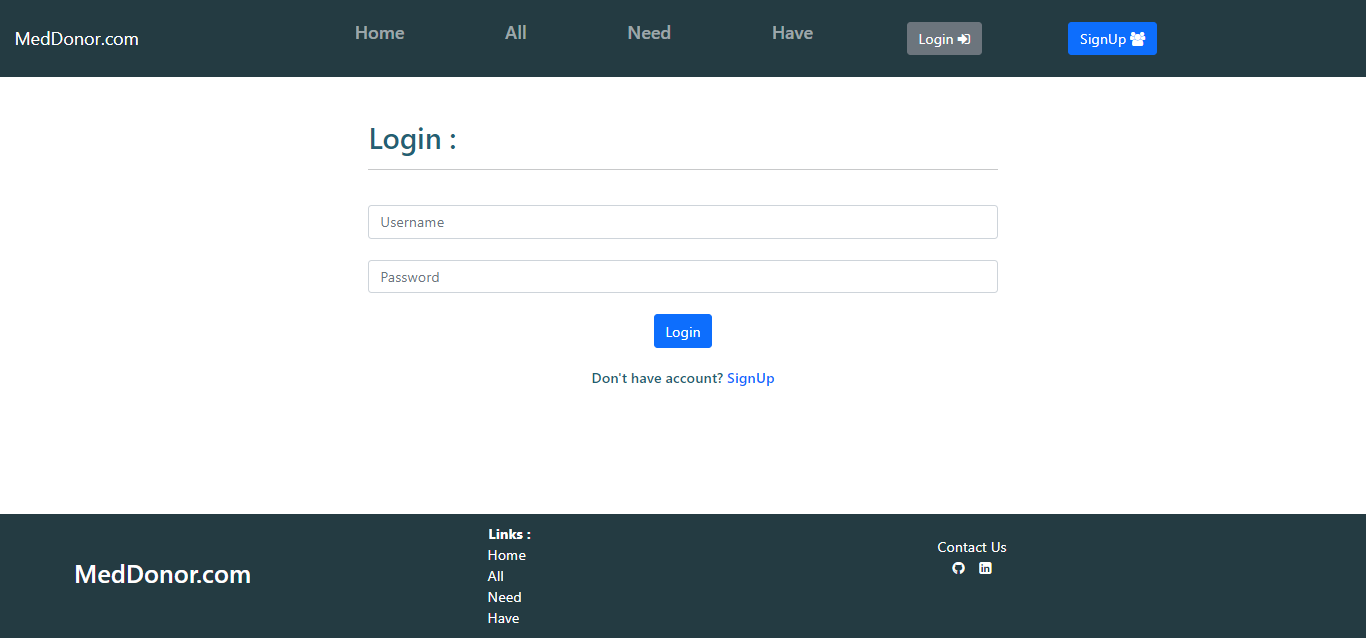 MedDonor.com Home All Need Have Login SignUp
Login :
Username
Password
Login
Don't have account? SignUp
MedDonor.com
Links :
Home
All
Need
Have
Contact Us
in